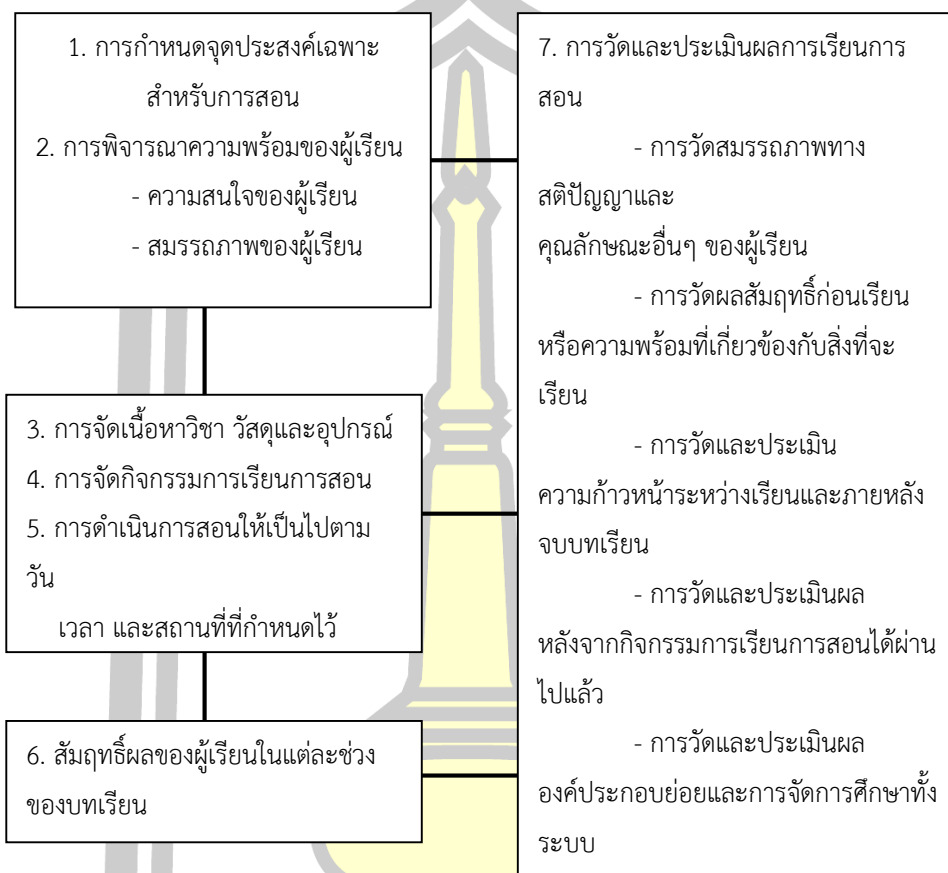 1. การกำหนดจุดประสงค์เฉพาะ
สำหรับการสอน
2. การพิจารณาความพร้อมของผู้เรียน
- ความสนใจของผู้เรียน
- สมรรถภาพของผู้เรียน
3. การจัดเนื้อหาวิชา วัสดุและอุปกรณ์
4. การจัดกิจกรรมการเรียนการสอน
5. การดำเนินการสอนให้เป็นไปตาม
วัน
เวลา และสถานที่ที่กำหนดไว้
6. สัมฤทธิ์ผลของผู้เรียนในแต่ละช่วง
ของบทเรียน
7. การวัดและประเมินผลการเรียนการ
สอน
- การวัดสมรรถภาพทาง
สติปัญญาและ
คุณลักษณะอื่นๆ ของผู้เรียน
- การวัดผลสัมฤทธิ์ก่อนเรียน
หรือความพร้อมที่เกี่ยวข้องกับสิ่งที่จะ
เรียน
- การวัดและประเมิน
ความก้าวหน้าระหว่างเรียนและภายหลัง
จบบทเรียน
- การวัดและประเมินผล
หลังจากกิจกรรมการเรียนการสอนได้ผ่าน
ไปแล้ว
- การวัดและประเมินผล
องค์ประกอบย่อยและการจัดการศึกษาทั้ง
ระบบ